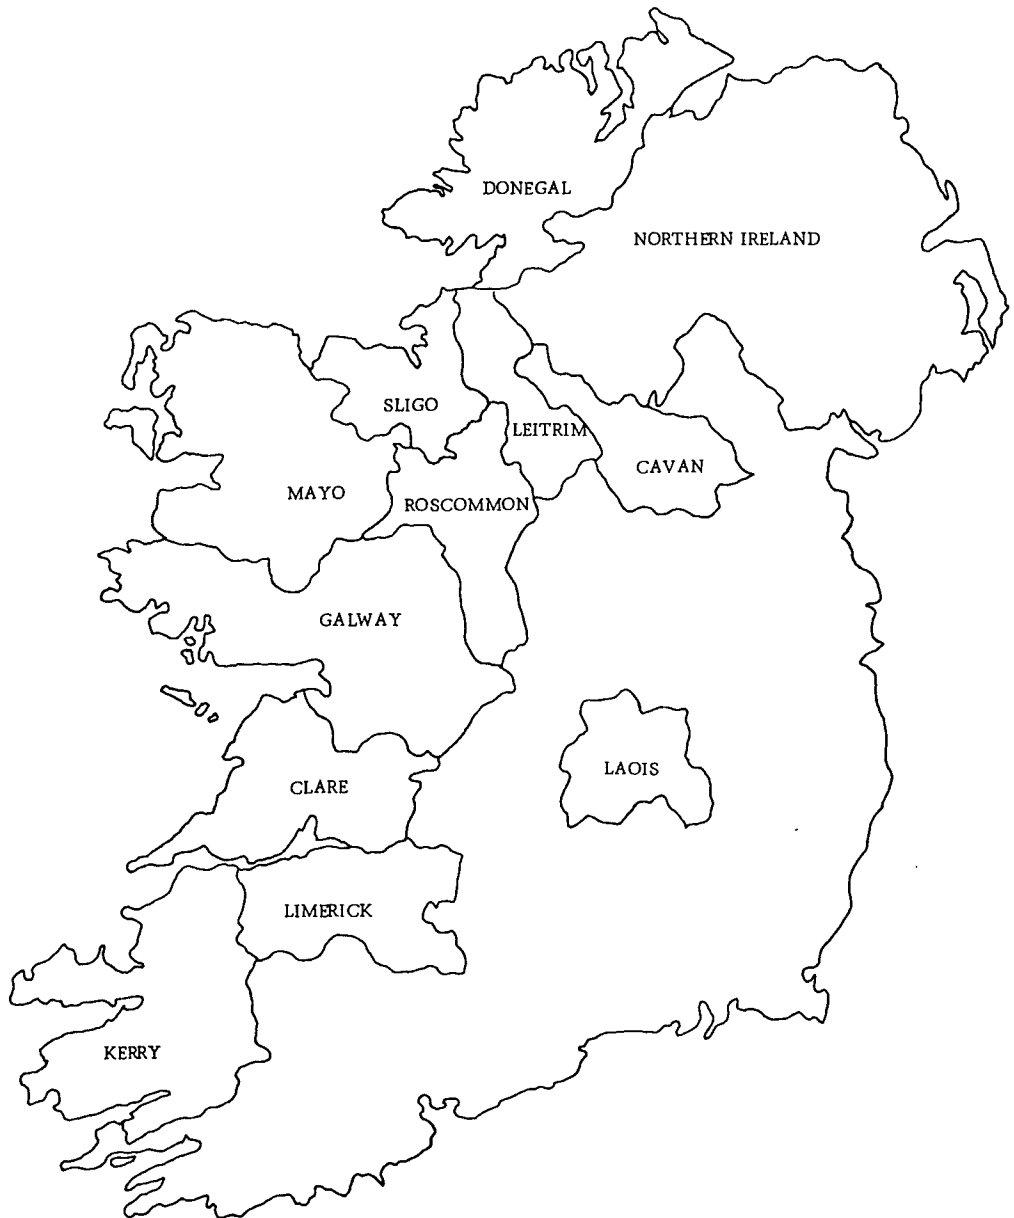 DONEGAL
NORTHERN IRELAND
SLIGO
LEITRIM
CAVAN
MAYO
ROSCOMMON
GALWAY
LAOIS
CLARE
LIMERICK
KERRY